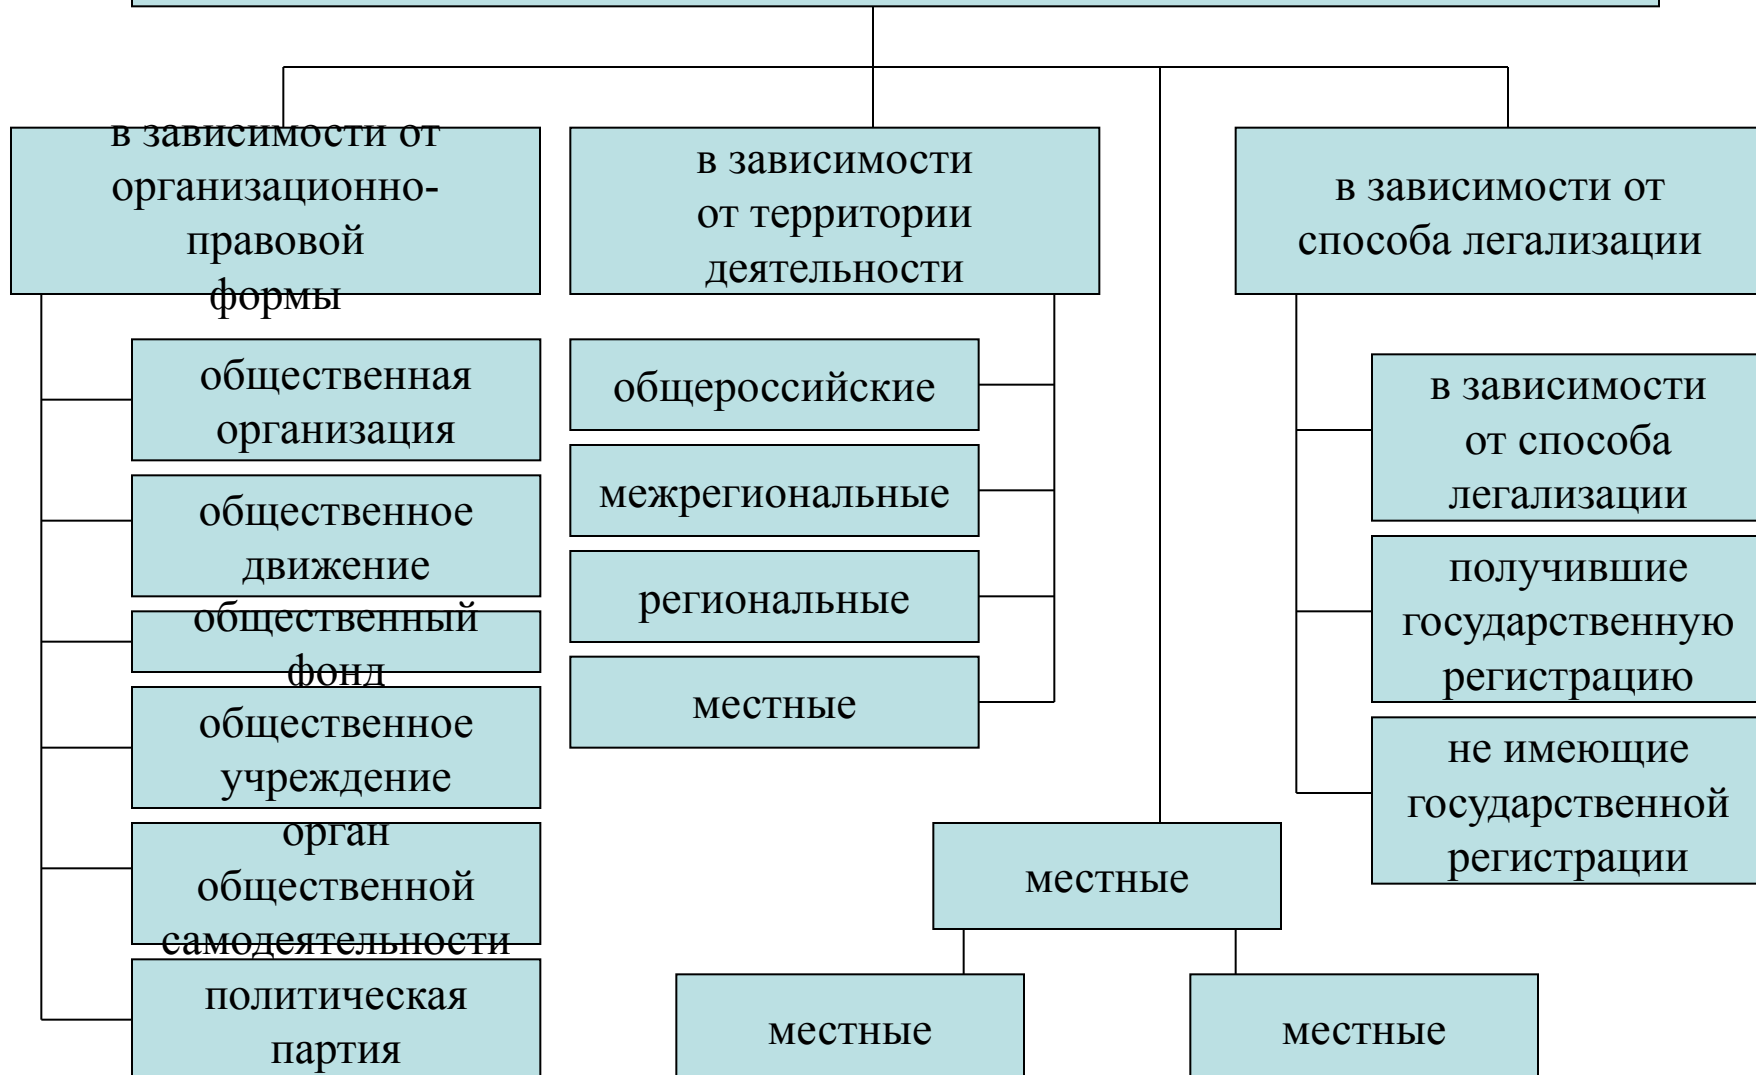 в зависимости от
организационно-
правовой
формы
общественная
организация
общественное
движение
общественный
фонд
общественное
учреждение
орган
общественной
самодеятельности
политическая
партия
в зависимости
от территории
деятельности
общероссийские
межрегиональные
региональные
местные
местные
местные
местные
в зависимости от
способа легализации
в зависимости
от способа
легализации
получившие
государственную
регистрацию
не имеющие
государственной
регистрации